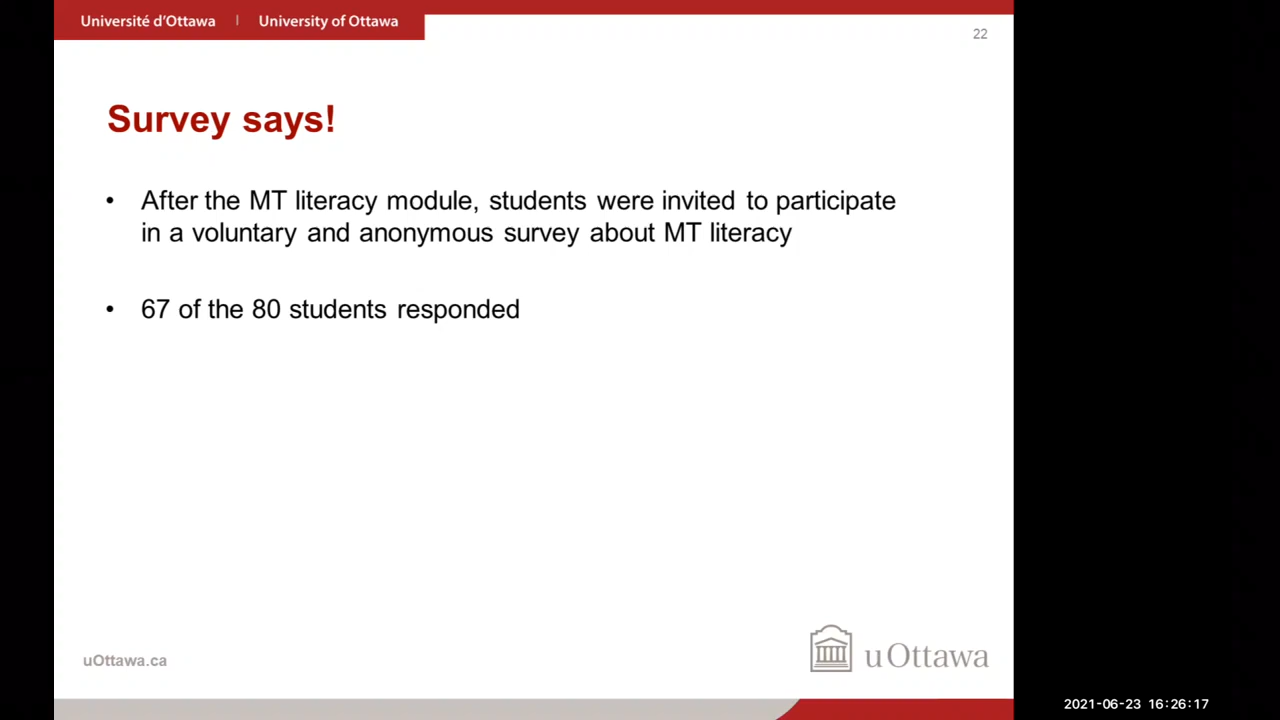 Université d'Ottawa | University of Ottawa
22
Survey says!
• After the MT literacy module, students were invited to participate
in a voluntary and anonymous survey about MT literacy
• 67 of the 80 students responded
uOttawa.ca
uOttawa
2021-06-23 16:26:17